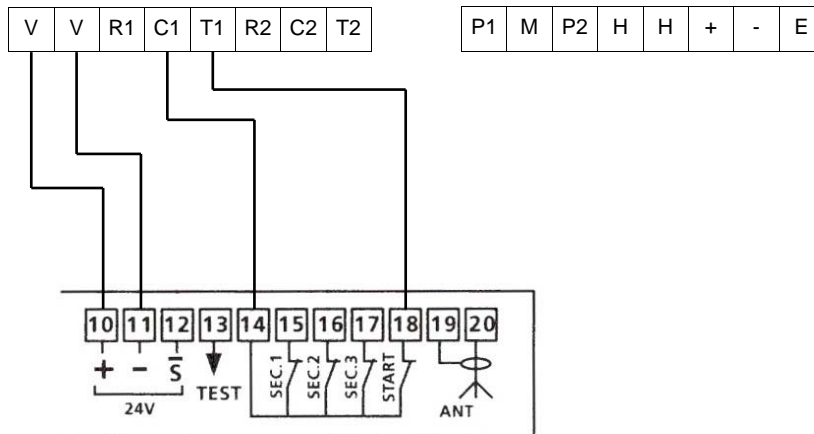 V V R1 C1 T1 R2 C2 T2 P1 M P2 H H + - E
10 11 12 13 14 15 16 17 18 19 20
+ - S̅ TEST SEC.1 SEC.2 SEC.3 START ANT
24V